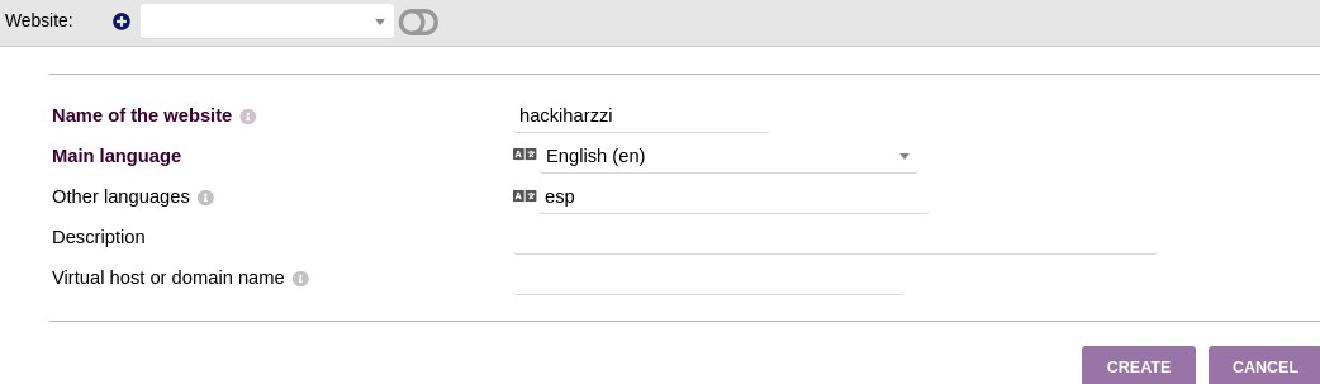 Website:
Name of the website hackiharzzi
Main language English (en)
Other languages esp
Description
Virtual host or domain name
CREATE CANCEL